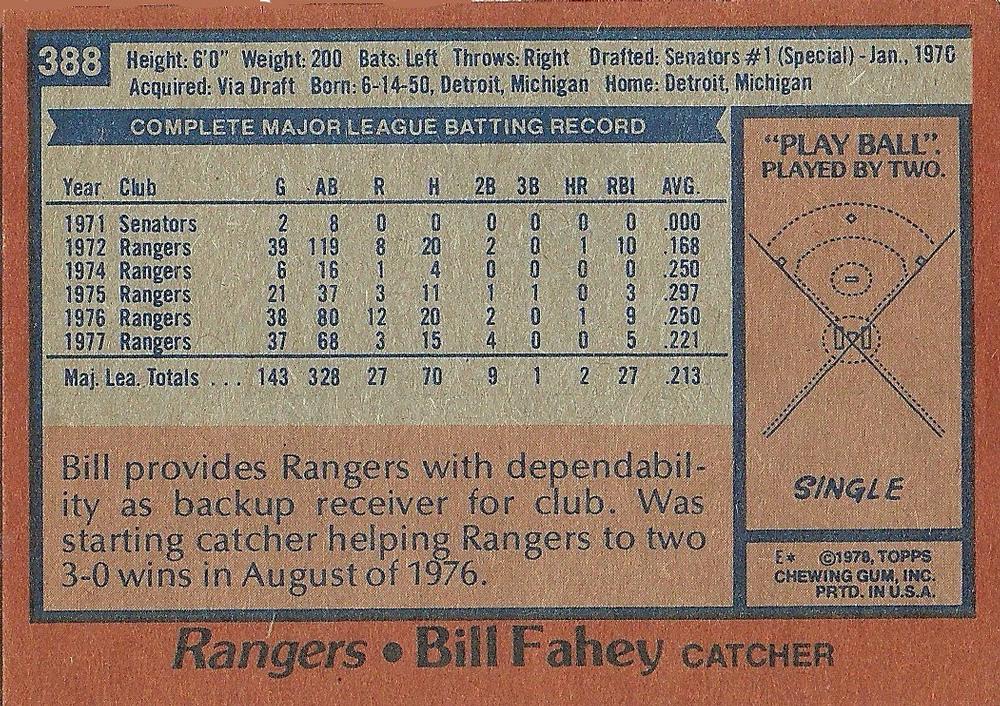 388
Height: 6'0" Weight: 200 Bats: Left Throws: Right Drafted: Senators #1 (Special) - Jan., 1970
Acquired: Via Draft Born: 6-14-50, Detroit, Michigan Home: Detroit, Michigan
COMPLETE MAJOR LEAGUE BATTING RECORD
Year Club G AB R H 2B 3B HR RBI AVG.
1971 Senators 2 8 0 0 0 0 0 0 .000
1972 Rangers 39 119 8 20 2 0 1 10 .168
1974 Rangers 6 16 1 4 0 0 0 0 .250
1975 Rangers 21 37 3 11 1 1 0 3 .297
1976 Rangers 38 80 12 20 2 0 1 9 .250
1977 Rangers 37 68 3 15 4 0 0 5 .221
Maj. Lea. Totals ... 143 328 27 70 9 1 2 27 .213
Bill provides Rangers with dependabil-
ity as backup receiver for club. Was
starting catcher helping Rangers to two
3-0 wins in August of 1976.
"PLAY BALL".
PLAYED BY TWO.
SINGLE
E* ©1978, TOPPS
CHEWING GUM, INC.
PRTD. IN U.S.A.
Rangers • Bill Fahey CATCHER